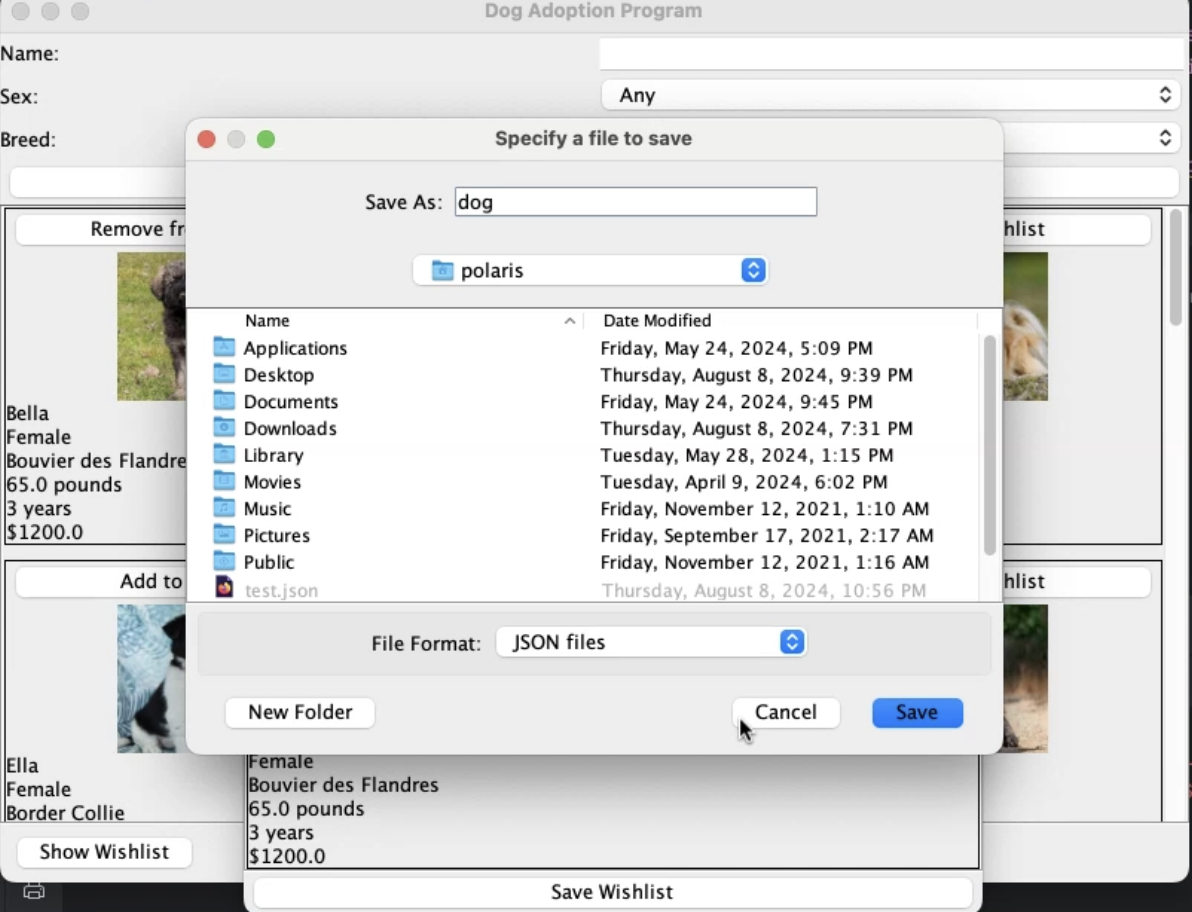 Dog Adoption Program
Name:
Sex:
Any
Breed:
Specify a file to save
Save As: dog
polaris
Name Date Modified
Applications Friday, May 24, 2024, 5:09 PM
Desktop Thursday, August 8, 2024, 9:39 PM
Documents Friday, May 24, 2024, 9:45 PM
Downloads Thursday, August 8, 2024, 7:31 PM
Library Tuesday, May 28, 2024, 1:15 PM
Movies Tuesday, April 9, 2024, 6:02 PM
Music Friday, November 12, 2021, 1:10 AM
Pictures Friday, September 17, 2021, 2:17 AM
Public Friday, November 12, 2021, 1:16 AM
test.json Thursday, August 8, 2024, 10:56 PM
File Format: JSON files
New Folder Cancel Save
Remove fr
hlist
Bella
Female
Bouvier des Flandre
65.0 pounds
3 years
$1200.0
Add to
hlist
Ella
Female
Border Collie
Female
Bouvier des Flandres
65.0 pounds
3 years
$1200.0
Show Wishlist
Save Wishlist